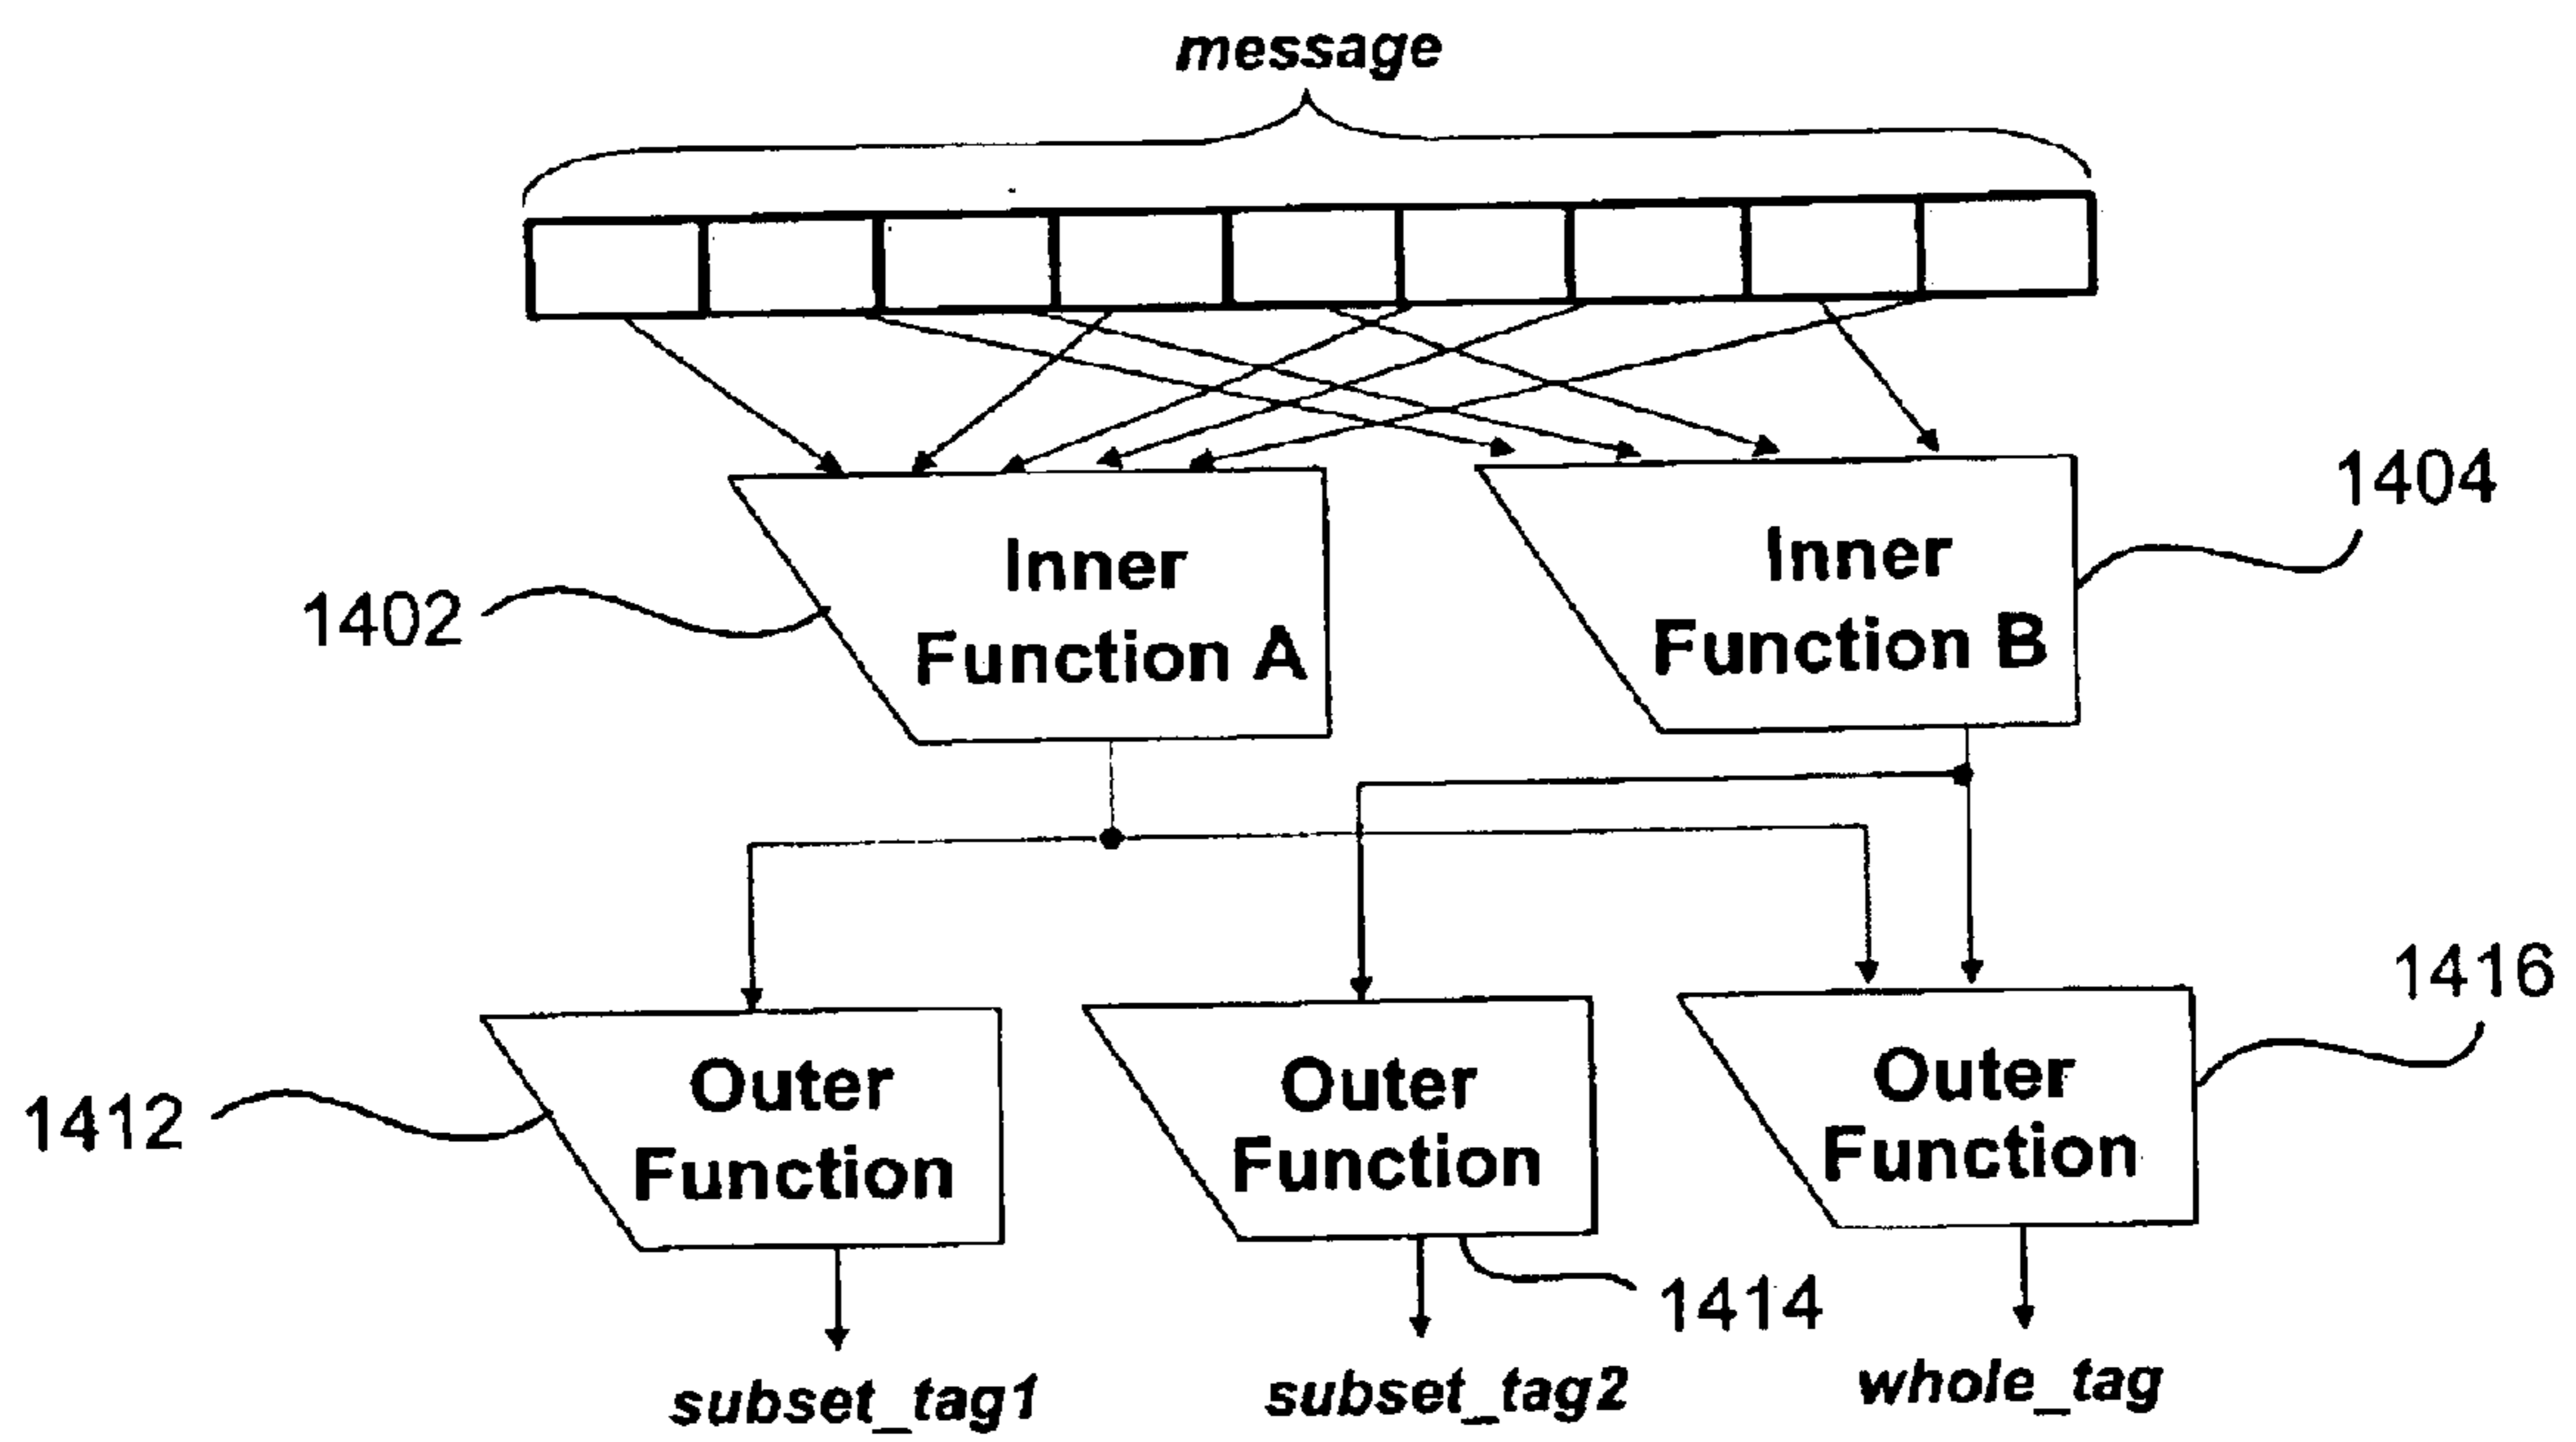 message
1404
Inner
Function A
Inner
Function B
1402
1416
Outer
Function
Outer
Function
Outer
Function
1412
1414
subset_tag1
subset_tag2
whole_tag